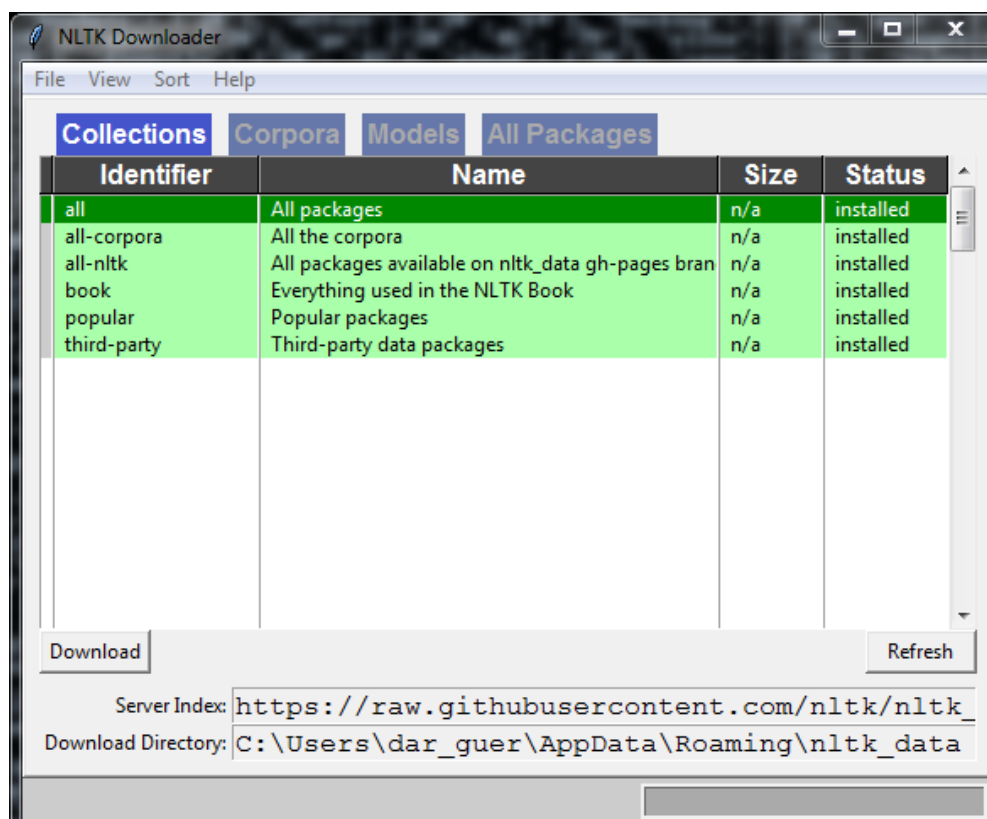 NLTK Downloader
File View Sort Help
Collections Corpora Models All Packages
Identifier Name Size Status
all All packages n/a installed
all-corpora All the corpora n/a installed
all-nltk All packages available on nltk_data gh-pages bran n/a installed
book Everything used in the NLTK Book n/a installed
popular Popular packages n/a installed
third-party Third-party data packages n/a installed
Download Refresh
Server Index: https://raw.githubusercontent.com/nltk/nltk_
Download Directory: C:\Users\dar_guer\AppData\Roaming\nltk_data